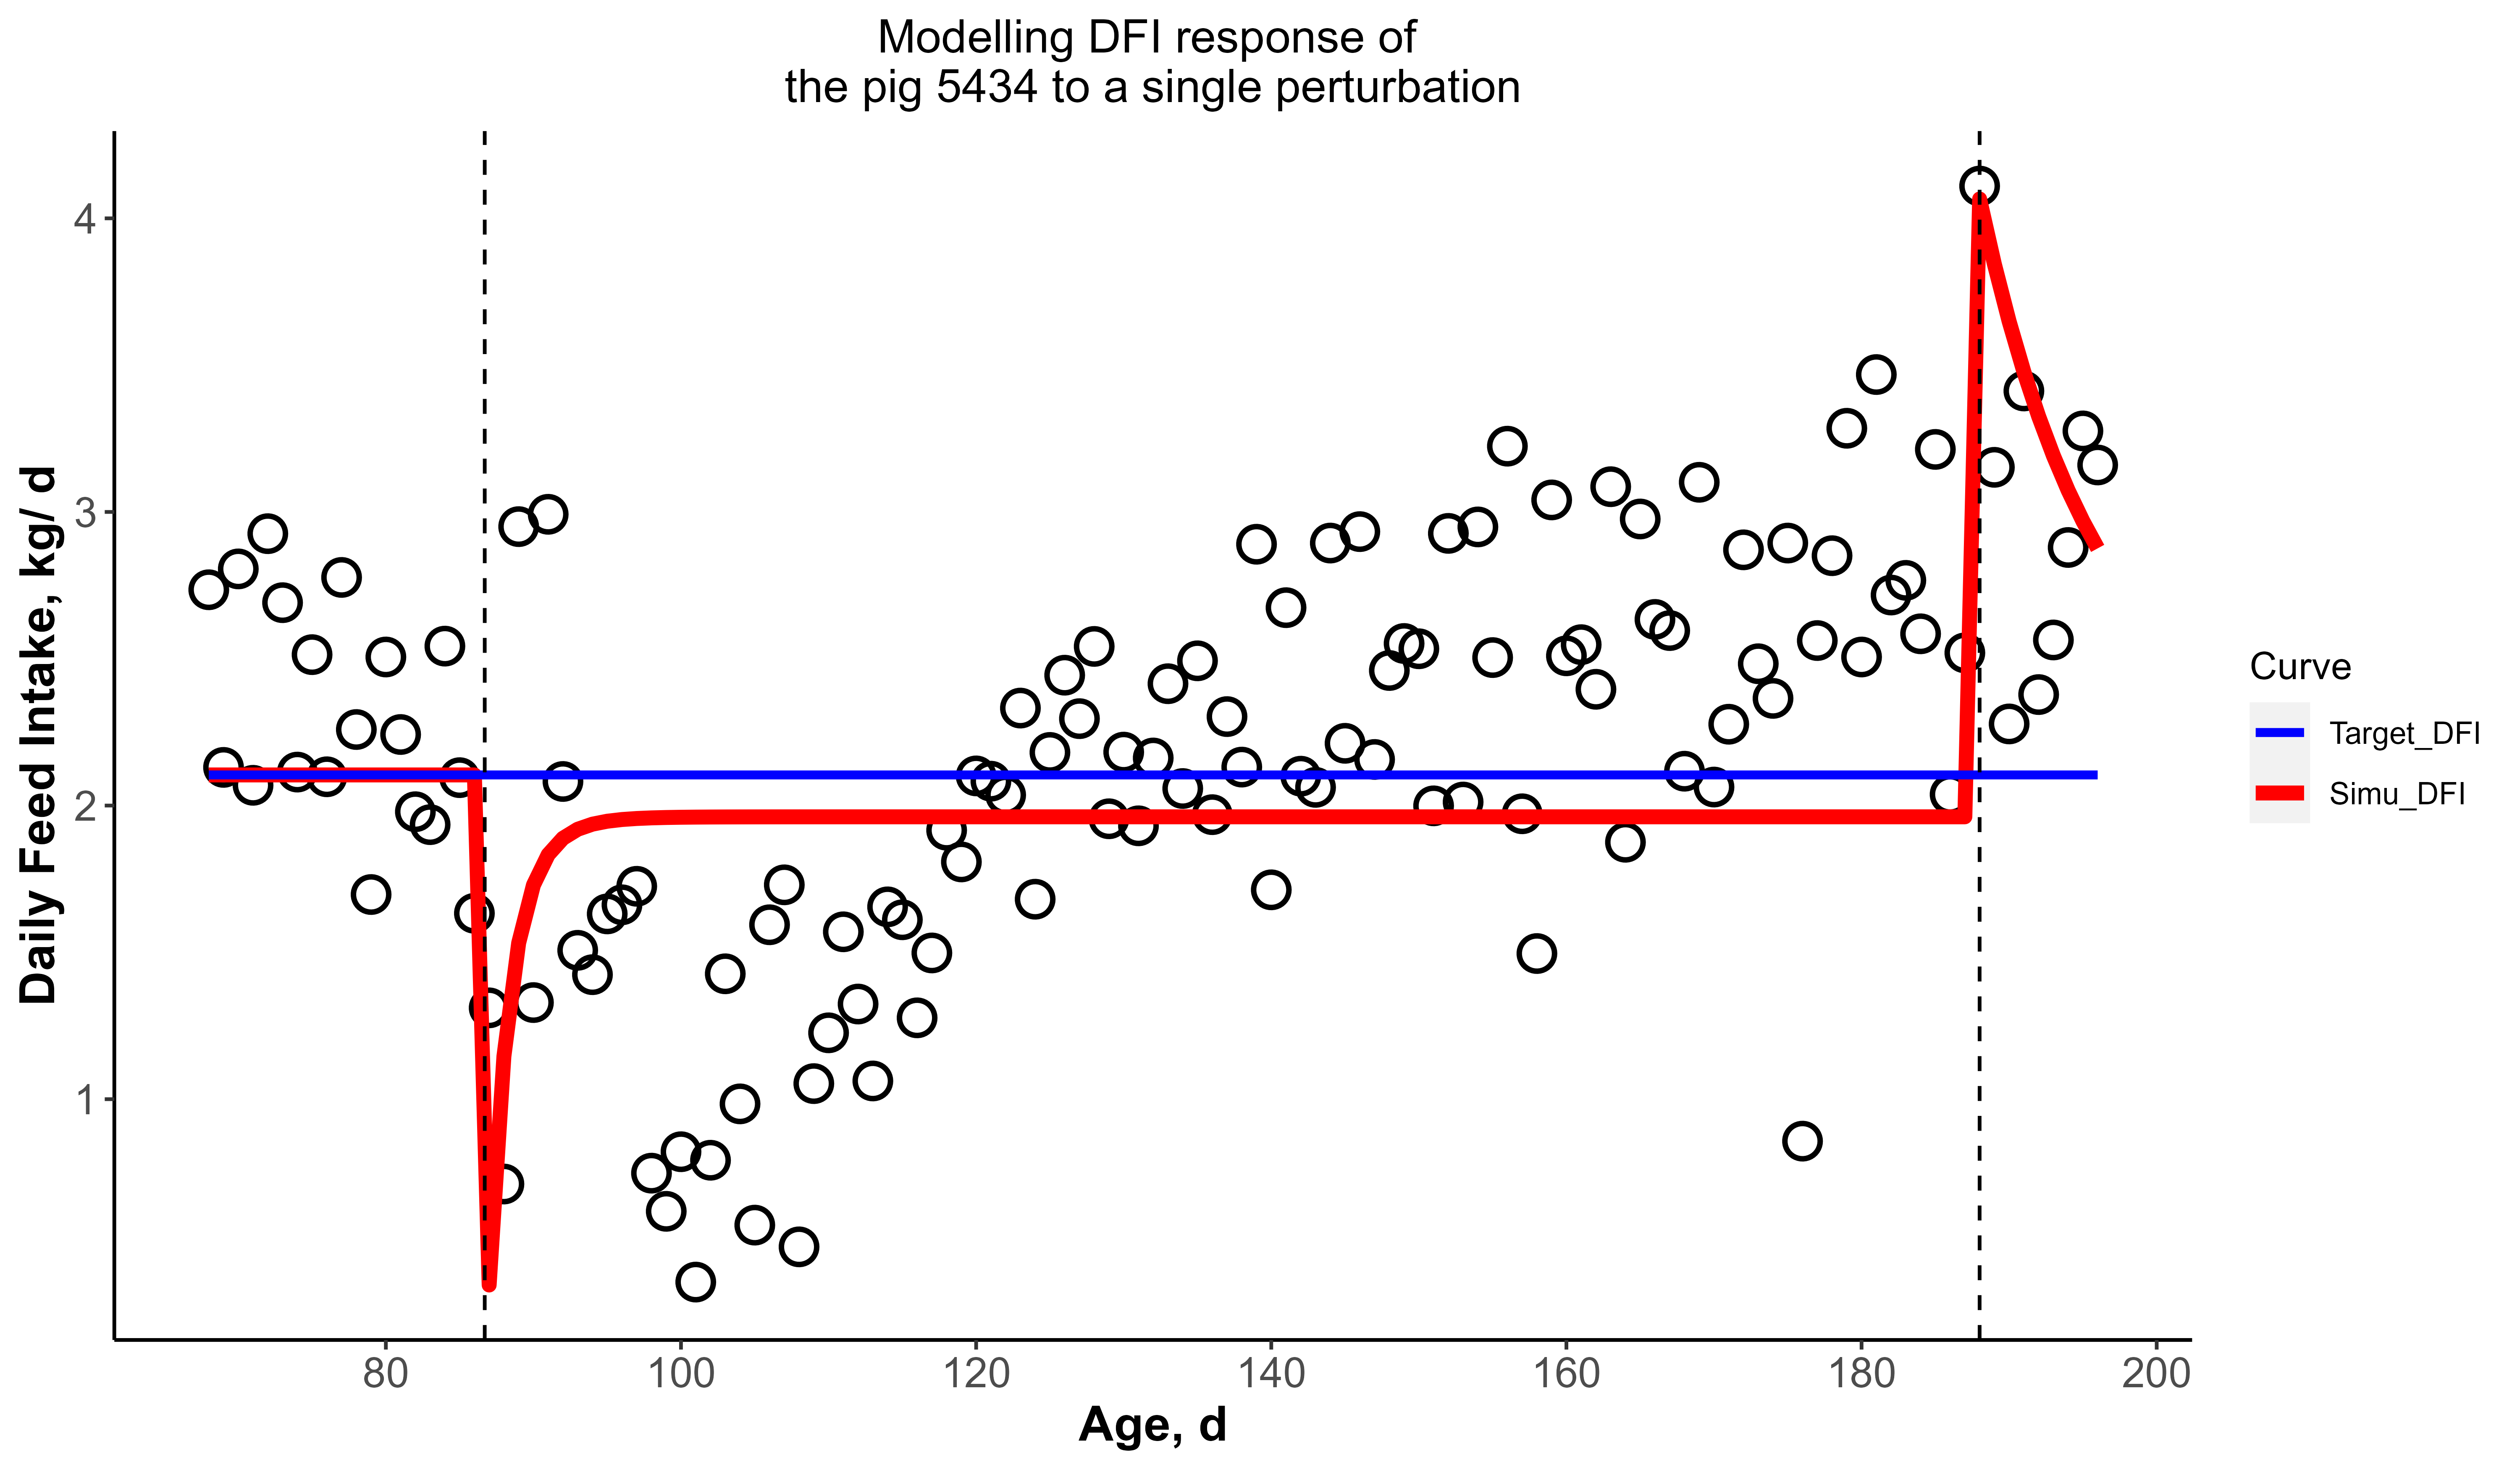 Modelling DFI response of
the pig 5434 to a single perturbation
Daily Feed Intake, kg/ d
4
3
2
1
80 100 120 140 160 180 200
Age, d
Curve
Target_DFI
Simu_DFI